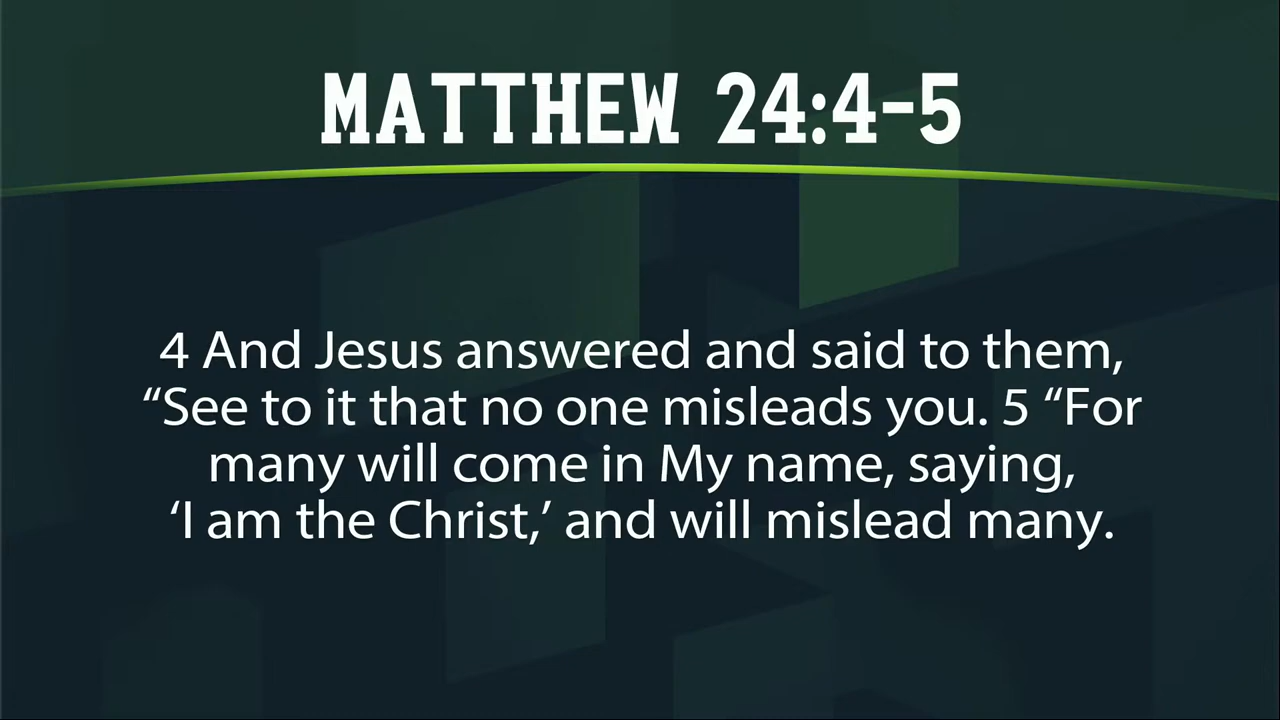 MATTHEW 24:4-5
4 And Jesus answered and said to them,
“See to it that no one misleads you. 5 “For
many will come in My name, saying,
‘I am the Christ,’ and will mislead many.